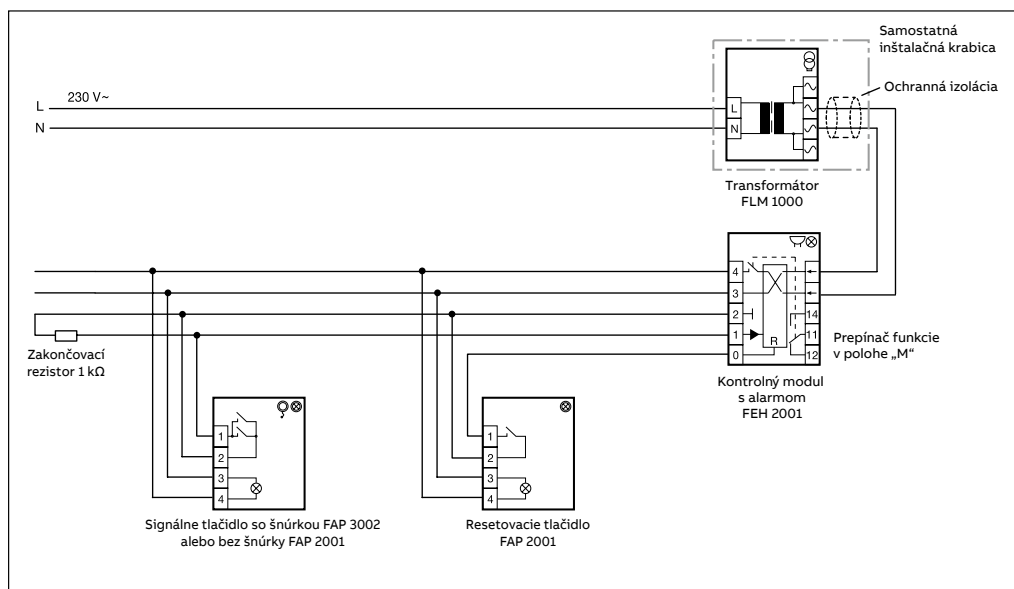 Samostatná
inštalačná krabica
Ochranná izolácia
L 230 V~
N
L
N
Transformátor
FLM 1000
4
3
2
1
0
R
14
11
12
Prepínač funkcie
v polohe „M“
Kontrolný modul
s alarmom
FEH 2001
Zakončovací
rezistor 1 kΩ
1
2
3
4
Signálne tlačidlo so šnúrkou FAP 3002
alebo bez šnúrky FAP 2001
1
2
3
4
Resetovacie tlačidlo
FAP 2001